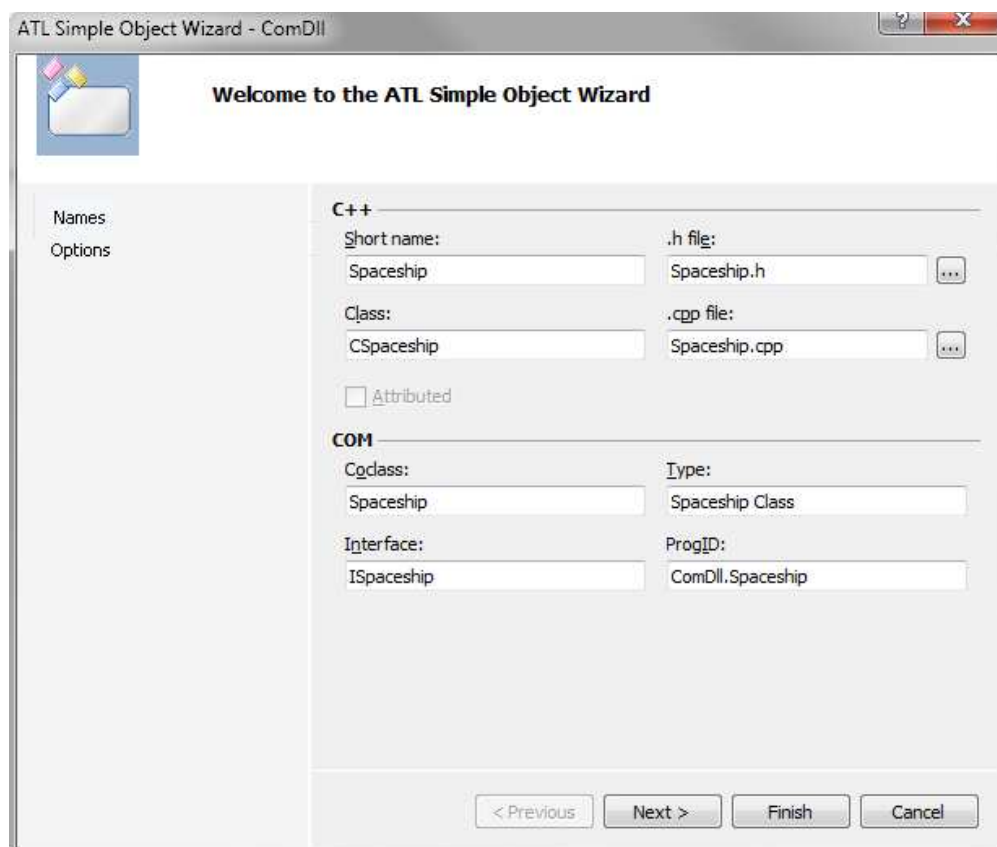 ATL Simple Object Wizard - ComDll
? X
Welcome to the ATL Simple Object Wizard
Names
Options
C++
Short name: .h file:
Spaceship Spaceship.h ...
Class: .cpp file:
CSpaceship Spaceship.cpp ...
Attributed
COM
Coclass: Type:
Spaceship Spaceship Class
Interface: ProgID:
ISpaceship ComDll.Spaceship
< Previous Next > Finish Cancel